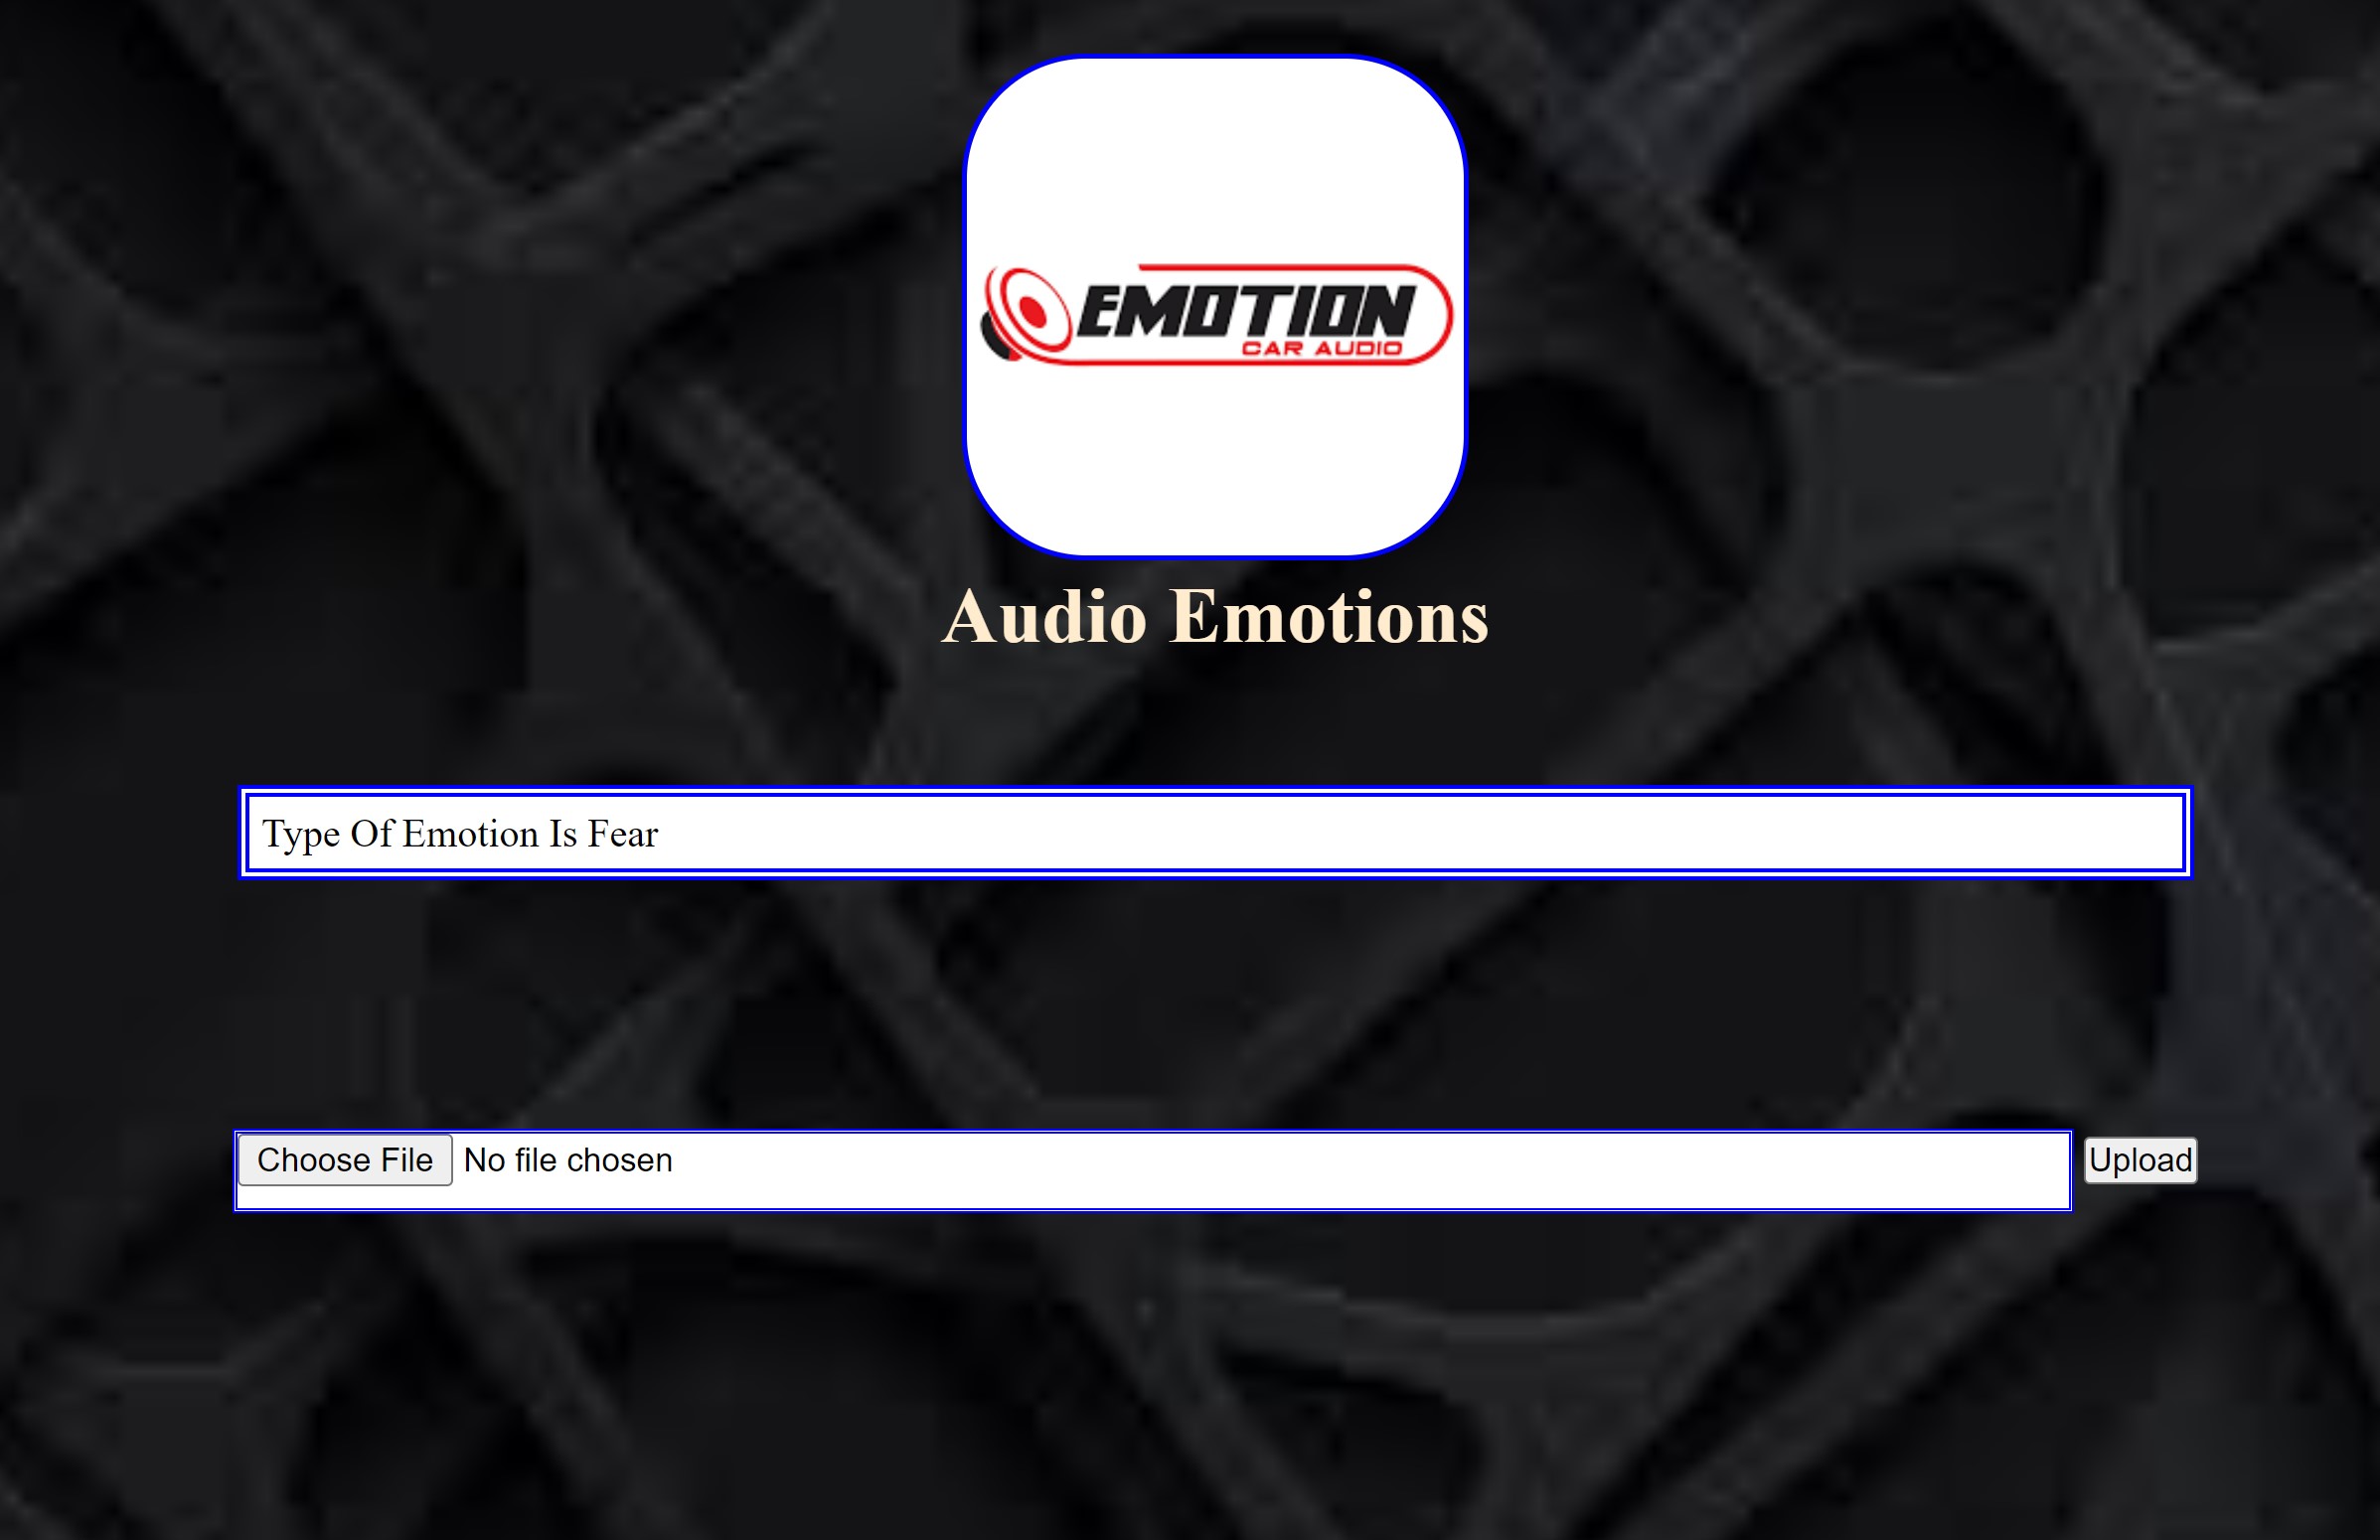 EMOTION
CAR AUDIO
Audio Emotions
Type Of Emotion Is Fear
Choose File No file chosen Upload